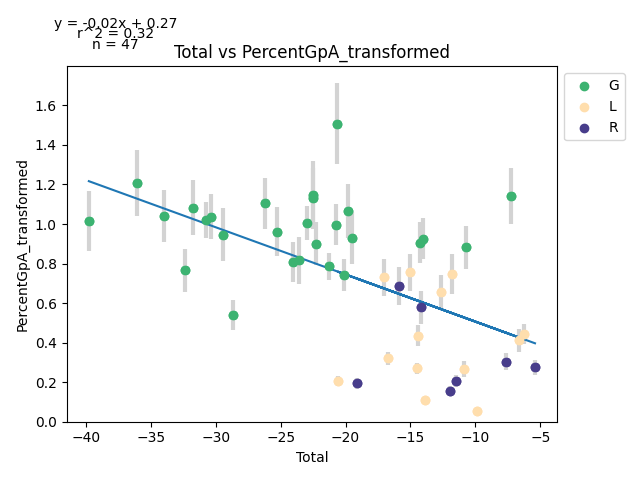 y = -0.02x + 0.27
r^2 = 0.32
n = 47
Total vs PercentGpA_transformed
PercentGpA_transformed
1.6
1.4
1.2
1.0
0.8
0.6
0.4
0.2
0.0
−40
−35
−30
−25
−20
−15
−10
−5
Total
G
L
R